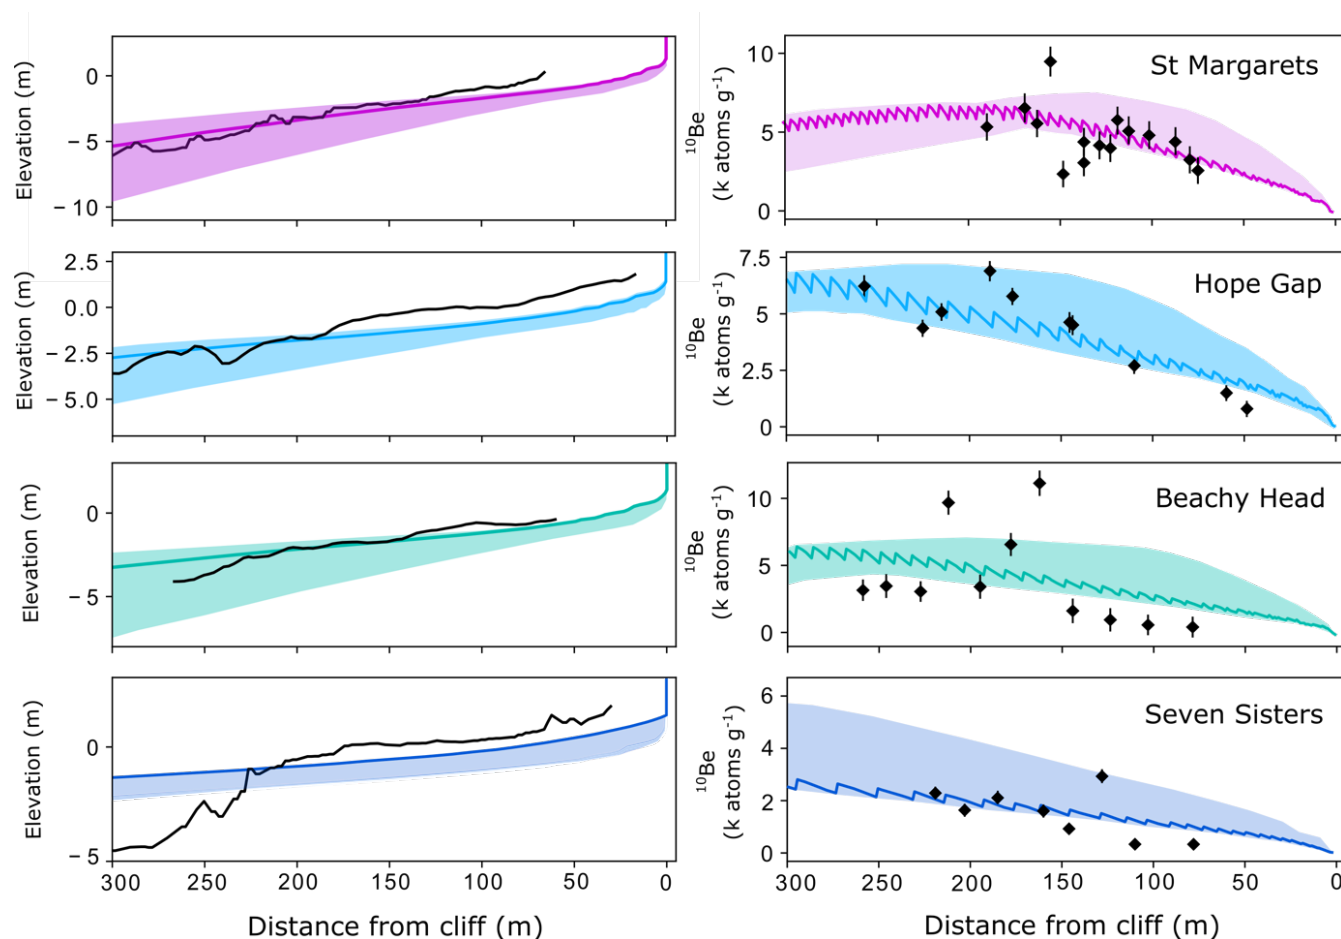 Elevation (m)
0
− 5
− 10
¹⁰Be
(k atoms g⁻¹)
10
5
0
St Margarets
Elevation (m)
2.5
0.0
− 2.5
− 5.0
¹⁰Be
(k atoms g⁻¹)
7.5
5
2.5
0
Hope Gap
Elevation (m)
0
− 5
¹⁰Be
(k atoms g⁻¹)
10
5
0
Beachy Head
Elevation (m)
0
− 5
300 250 200 150 100 50 0
Distance from cliff (m)
¹⁰Be
(k atoms g⁻¹)
6
4
2
0
Seven Sisters
300 250 200 150 100 50 0
Distance from cliff (m)